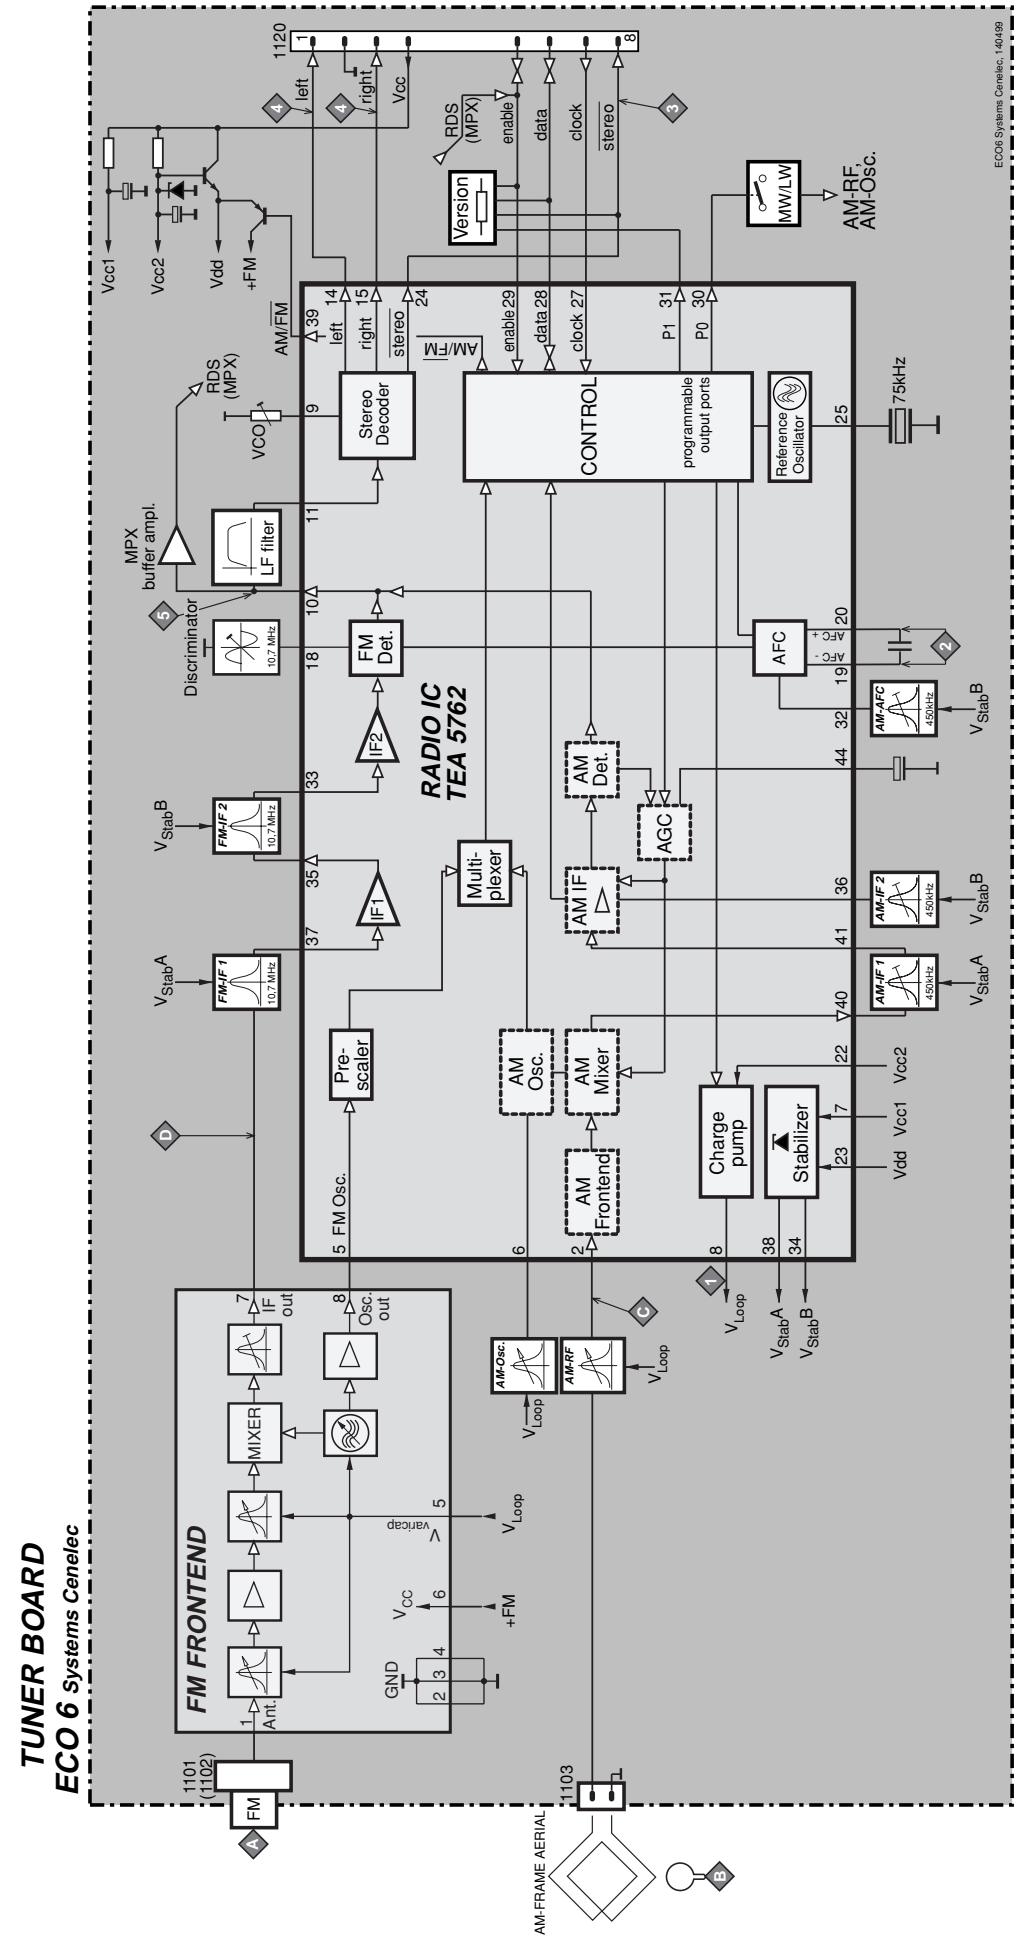 TUNER BOARD
ECO 6 Systems Cenelec
A
FM
1101
(1102)
FM FRONTEND
1
Ant.
MIXER
7
IF
out
8
Osc.
out
GND
2
3
4
VCC
6
+FM
Vvaricap
5
VLoop
D
VStabA
FM-IF 1
10,7 MHz
37
IF1
35
VStabB
FM-IF 2
10,7 MHz
33
IF2
Discriminator
10,7 MHz
18
FM
Det.
5
10
MPX
buffer ampl.
LF filter
11
RDS
(MPX)
VCO
9
Stereo
Decoder
AM/FM
39
14
left
15
right
24
stereo
Vcc1
Vcc2
Vdd
+FM
4
left
4
right
Vcc
1120
1
8
RDS
(MPX)
enable
data
clock
stereo
3
Version
AM/FM
enable 29
data 28
clock 27
P1
31
P0
30
MW/LW
AM-RF,
AM-Osc.
5 FM Osc.
Pre-
scaler
Multi-
plexer
RADIO IC
TEA 5762
CONTROL
programmable
output ports
Reference
Oscillator
25
75kHz
AM-FRAME AERIAL
1103
B
C
VLoop
AM-Osc.
AM-RF
VLoop
6
2
AM
Osc.
AM
Frontend
AM
Mixer
AM IF
AM
Det.
AGC
AFC
AFC +
20
AFC -
19
2
32
AM-AFC
450kHz
VStabB
44
36
AM-IF 2
450kHz
VStabB
41
40
AM-IF 1
450kHz
VStabA
Charge
pump
8
1
VLoop
22
Vcc2
Stabilizer
7
Vcc1
23
Vdd
38
VStabA
34
VStabB
ECO6 Systems Cenelec, 140499